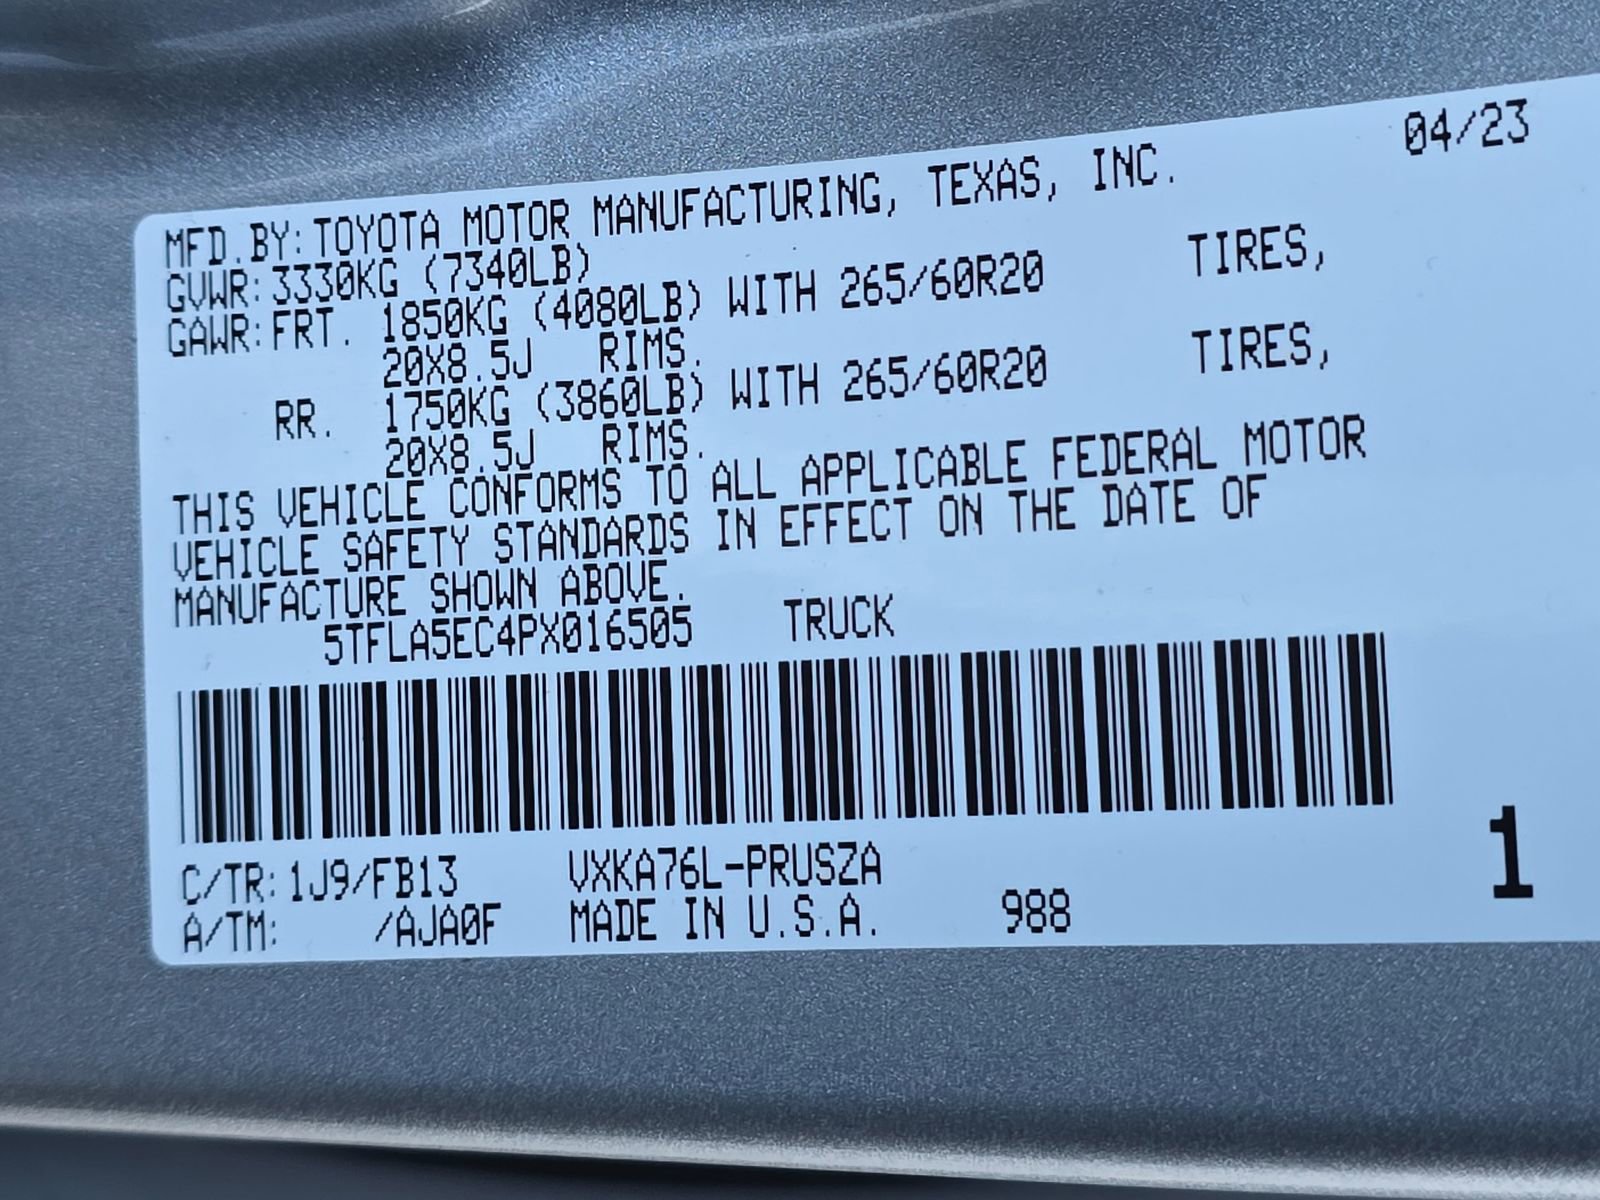 04/23
MFD.BY: TOYOTA MOTOR MANUFACTURING, TEXAS, INC.
GVWR: 3330KG (7340LB)
GAWR: FRT. 1850KG (4080LB) WITH 265/60R20 TIRES,
20X8.5J RIMS.
RR. 1750KG (3860LB) WITH 265/60R20 TIRES,
20X8.5J RIMS.
THIS VEHICLE CONFORMS TO ALL APPLICABLE FEDERAL MOTOR
VEHICLE SAFETY STANDARDS IN EFFECT ON THE DATE OF
MANUFACTURE SHOWN ABOVE.
5TFLA5EC4PX016505 TRUCK
C/TR: 1J9/FB13 VXKA76L-PRUSZA
A/TM: /AJA0F MADE IN U.S.A. 988
1